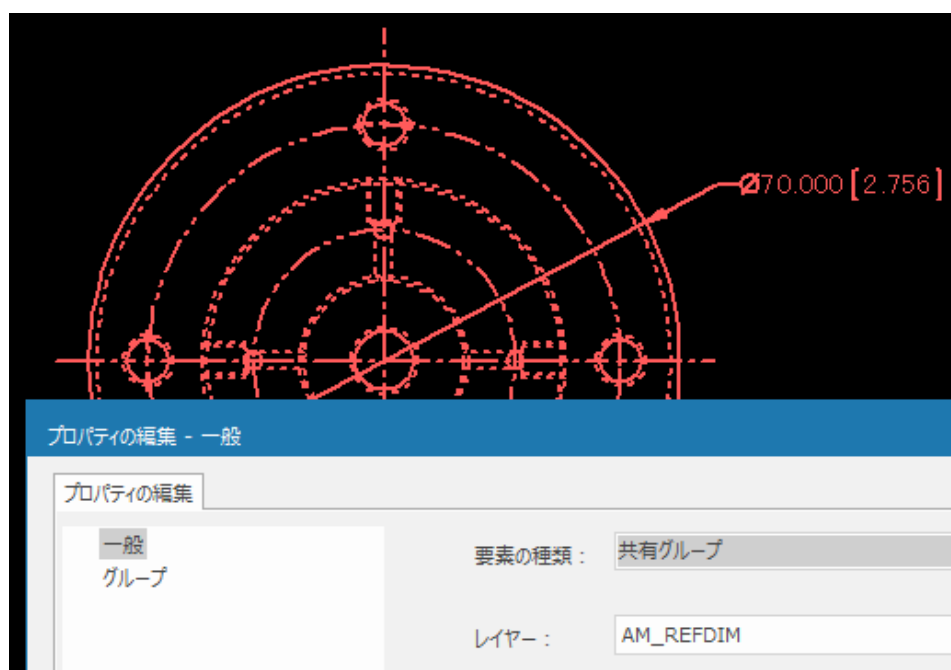 Ø70.000 [2.756]
プロパティの編集 - 一般
プロパティの編集
一般
グループ
要素の種類：
共有グループ
レイヤー：
AM_REFDIM